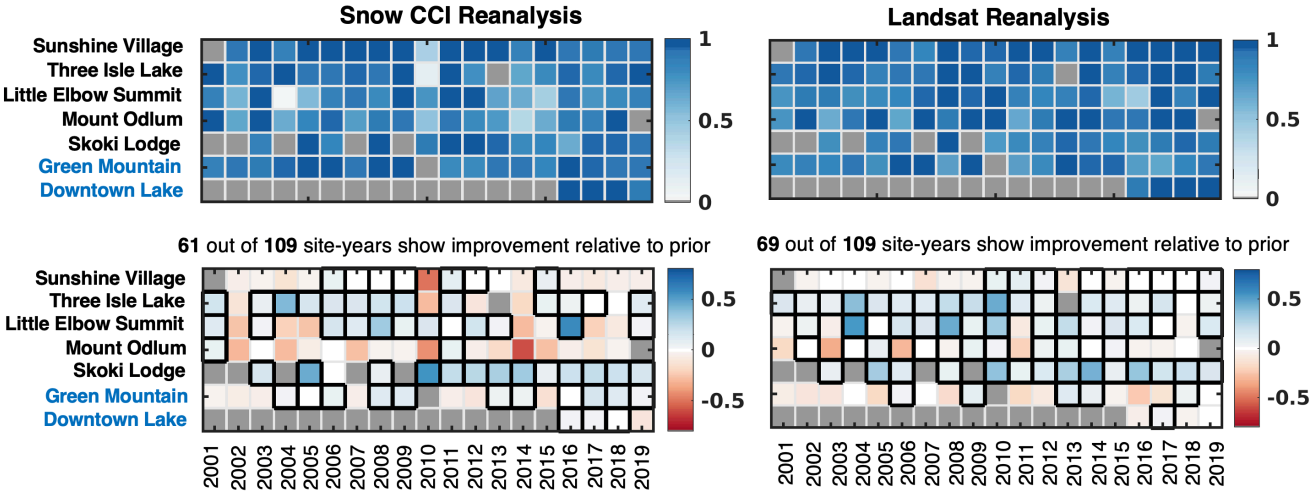 Snow CCI Reanalysis
Landsat Reanalysis
Sunshine Village
Three Isle Lake
Little Elbow Summit
Mount Odlum
Skoki Lodge
Green Mountain
Downtown Lake
1
0.5
0
1
0.5
0
61 out of 109 site-years show improvement relative to prior
69 out of 109 site-years show improvement relative to prior
Sunshine Village
Three Isle Lake
Little Elbow Summit
Mount Odlum
Skoki Lodge
Green Mountain
Downtown Lake
0.5
0
-0.5
0.5
0
-0.5
2001 2002 2003 2004 2005 2006 2007 2008 2009 2010 2011 2012 2013 2014 2015 2016 2017 2018 2019
2001 2002 2003 2004 2005 2006 2007 2008 2009 2010 2011 2012 2013 2014 2015 2016 2017 2018 2019